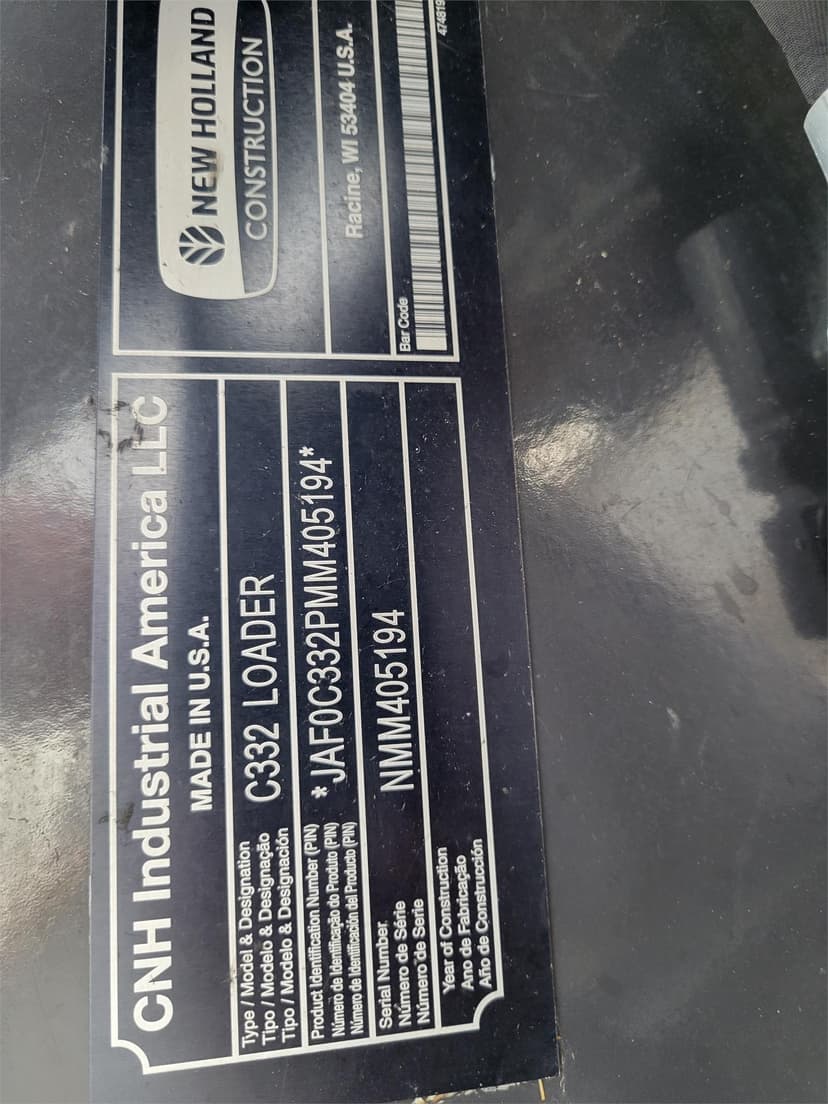 CNH Industrial America LLC
MADE IN U.S.A.
Type / Model & Designation
Tipo / Modelo & Designação
Tipo / Modelo & Designación
C332 LOADER
Product Identification Number (PIN)
Número de Identificação do Produto (PIN)
Número de Identificación del Producto (PIN)
*JAF0C332PMM405194*
Serial Number
Número de Série
Número de Serie
NMM405194
Year of Construction
Ano de Fabricação
Año de Construcción
NEW HOLLAND
CONSTRUCTION
Racine, WI 53404 U.S.A.
Bar Code